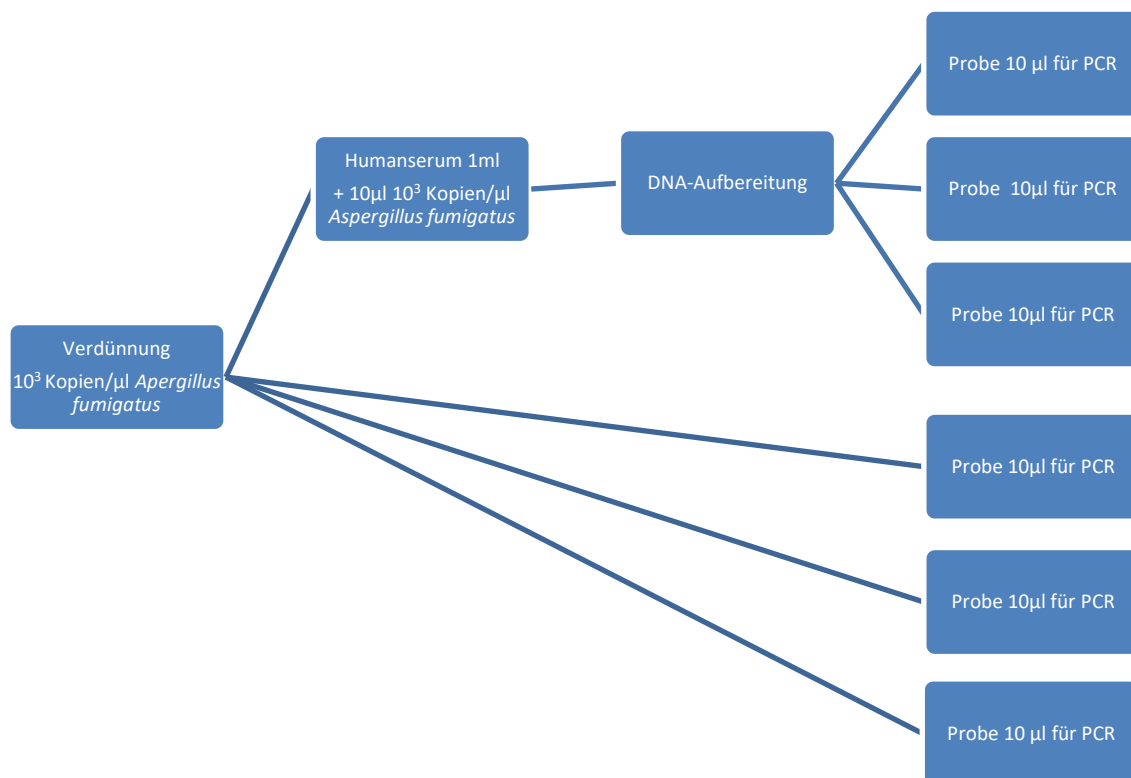 Probe 10 µl für PCR
Humanserum 1ml
+ 10µl 10³ Kopien/µl
Aspergillus fumigatus
DNA-Aufbereitung
Probe  10µl für PCR
Probe 10µl für PCR
Verdünnung
10³ Kopien/µl Apergillus
fumigatus
Probe 10µl für PCR
Probe 10µl für PCR
Probe 10 µl für PCR